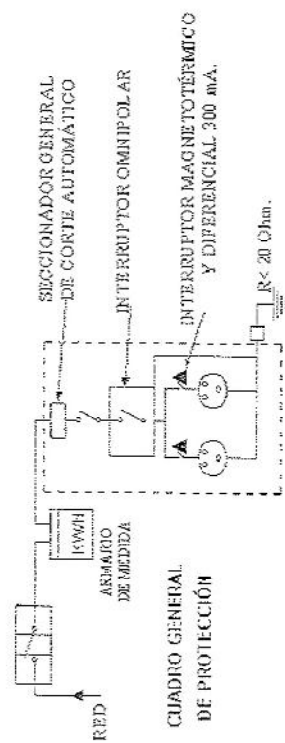 SECCIONADOR GENERAL
DE CORTE AUTOMÁTICO
INTERRUPTOR OMNIPOLAR
INTERRUPTOR MAGNETOTÉRMICO
Y DIFERENCIAL 300 mA.
R< 20 Ohm.
KWH
ARMARIO
DE MEDIDA
RED
CUADRO GENERAL
DE PROTECCIÓN